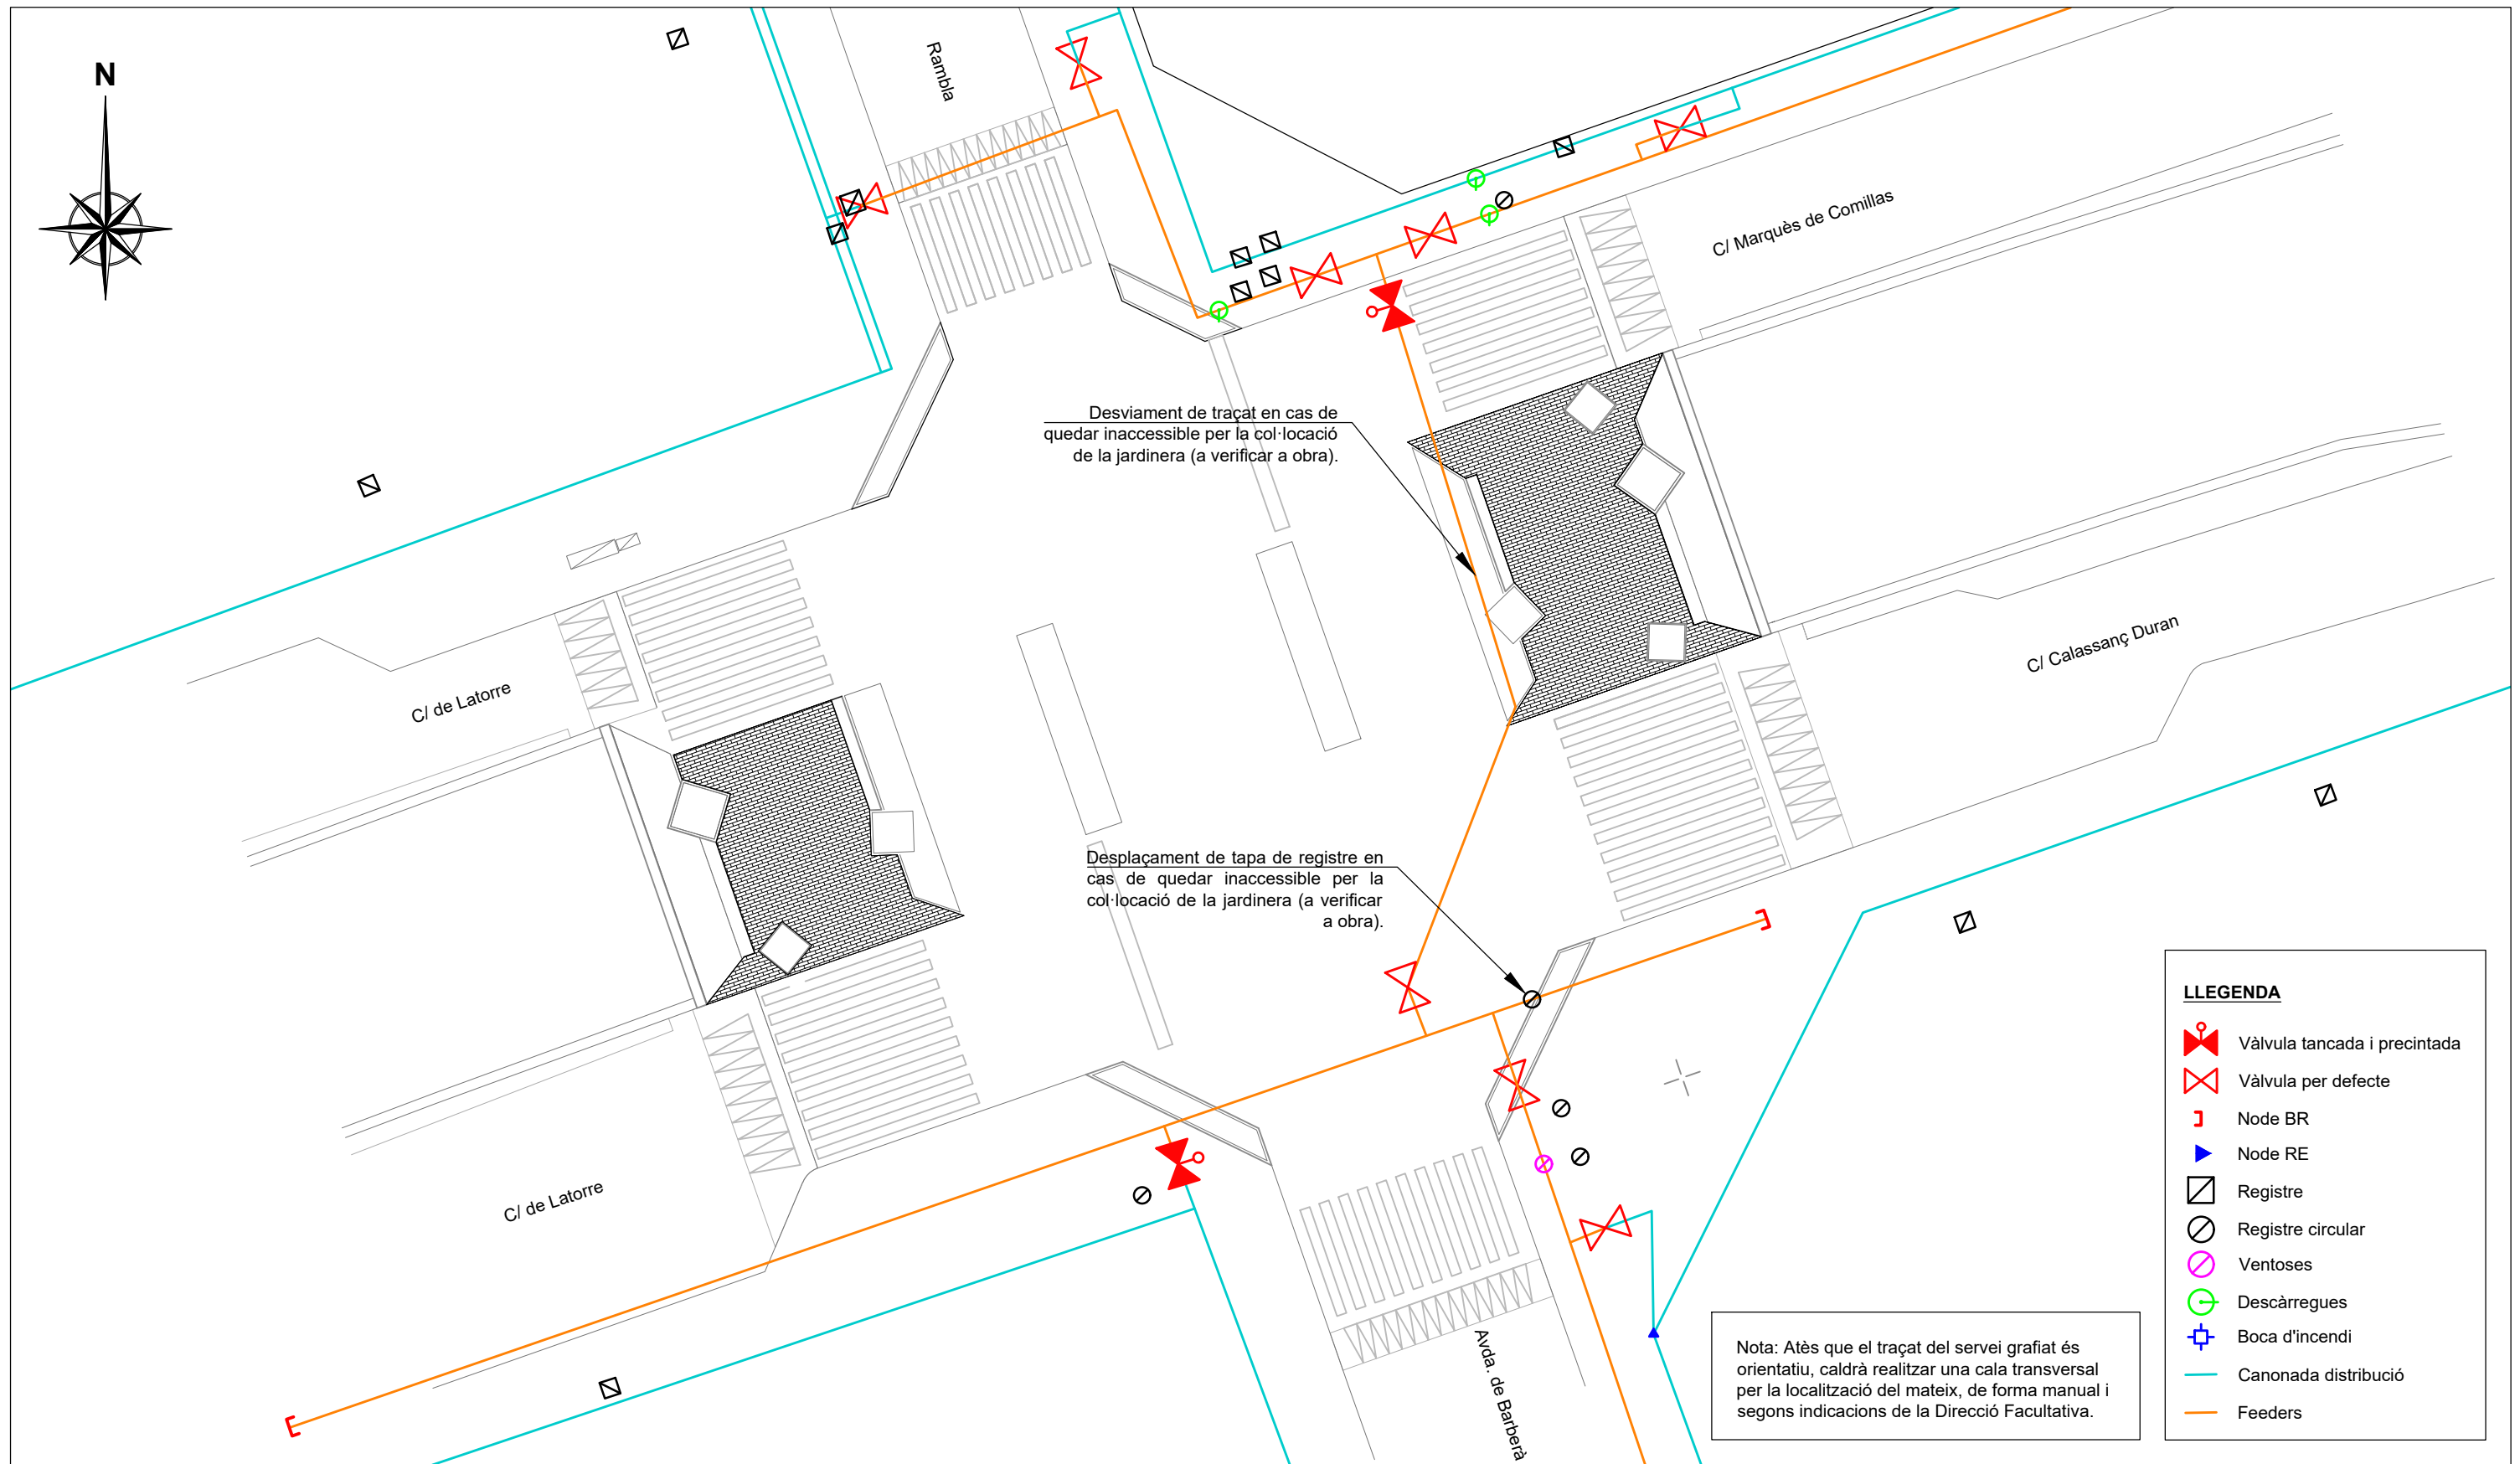 N
Rambla
C/ Marquès de Comillas
Desviament de traçat en cas de
quedar inaccessible per la col·locació
de la jardinera (a verificar a obra).
C/ de Latorre
C/ Calassanç Duran
Desplaçament de tapa de registre en
cas de quedar inaccessible per la
col·locació de la jardinera (a verificar
a obra).
C/ de Latorre
Avda. de Barberà
Nota: Atès que el traçat del servei grafiat és
orientatiu, caldrà realitzar una cala transversal
per la localització del mateix, de forma manual i
segons indicacions de la Direcció Facultativa.
LLEGENDA
Vàlvula tancada i precintada
Vàlvula per defecte
Node BR
Node RE
Registre
Registre circular
Ventoses
Descàrregues
Boca d'incendi
Canonada distribució
Feeders